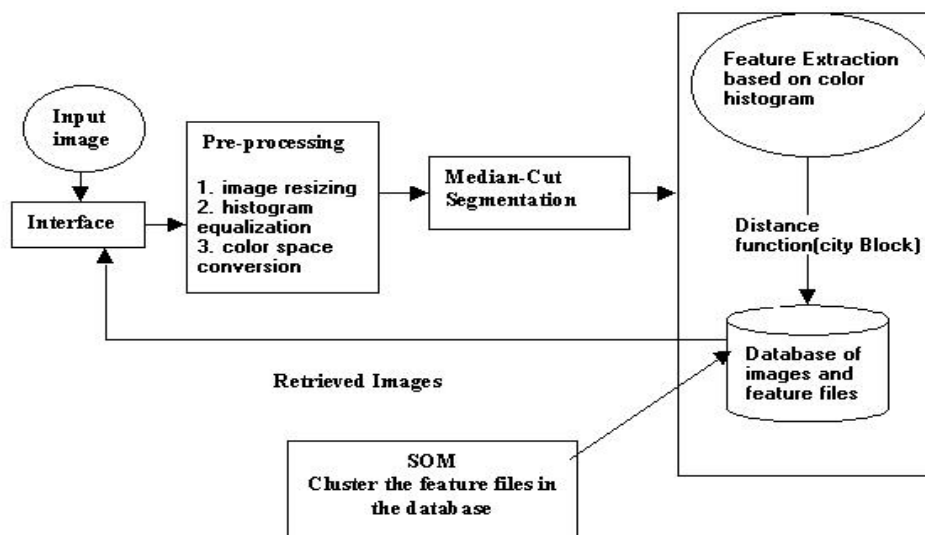 Input
image
Interface
Pre-processing
1. image resizing
2. histogram
equalization
3. color space
conversion
Median-Cut
Segmentation
Feature Extraction
based on color
histogram
Distance
function(city Block)
Database of
images and
feature files
Retrieved Images
SOM
Cluster the feature files in
the database